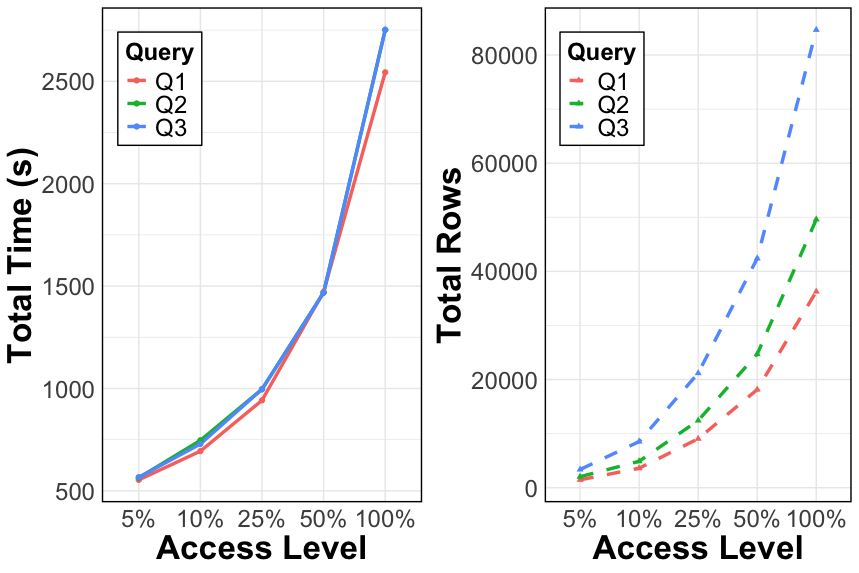 Total Time (s)
2500
2000
1500
1000
500
Query
Q1
Q2
Q3
5% 10% 25% 50% 100%
Access Level
Total Rows
80000
60000
40000
20000
0
Query
Q1
Q2
Q3
5% 10% 25% 50% 100%
Access Level